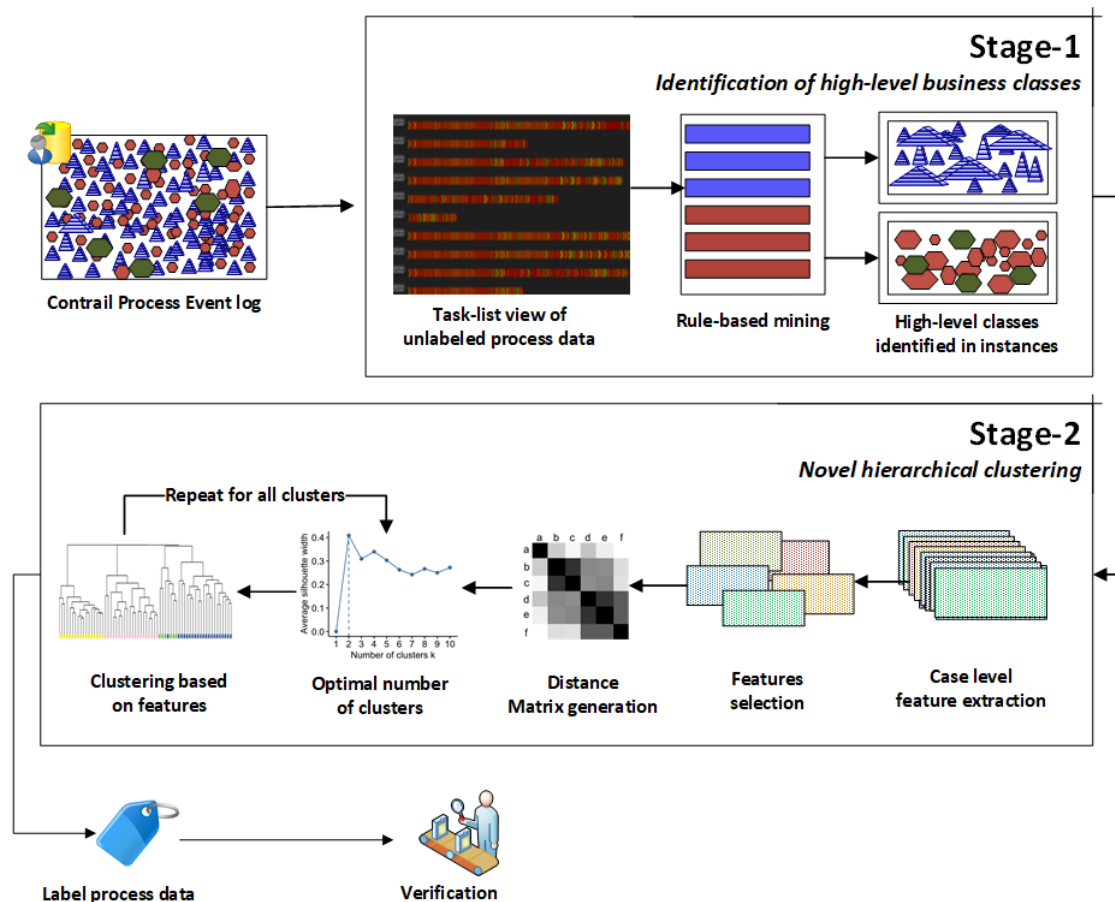 Stage-1
Identification of high-level business classes
Contrail Process Event log
Task-list view of
unlabeled process data
Rule-based mining
High-level classes
identified in instances
Stage-2
Novel hierarchical clustering
Repeat for all clusters
Average silhouette width
0.4
0.3
0.2
0.1
0.0
1 2 3 4 5 6 7 8 9 10
Number of clusters k
a b c d e f
a
b
c
d
e
f
Clustering based
on features
Optimal number
of clusters
Distance
Matrix generation
Features
selection
Case level
feature extraction
Label process data
Verification